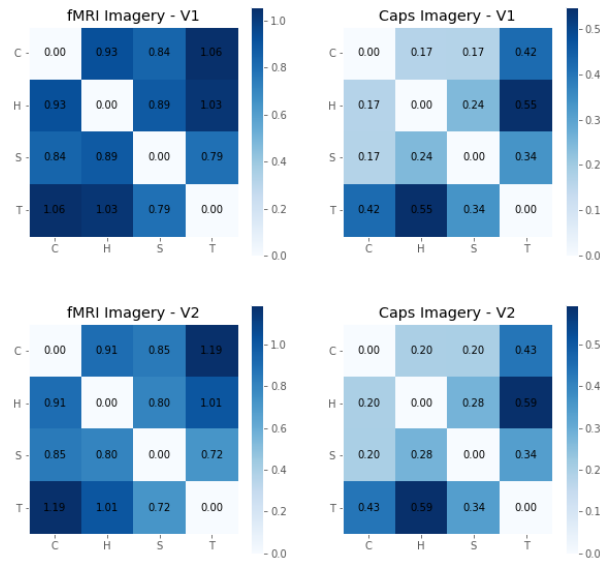 fMRI Imagery - V1
C 0.00 0.93 0.84 1.06
H 0.93 0.00 0.89 1.03
S 0.84 0.89 0.00 0.79
T 1.06 1.03 0.79 0.00
C H S T
1.0
0.8
0.6
0.4
0.2
0.0
Caps Imagery - V1
C 0.00 0.17 0.17 0.42
H 0.17 0.00 0.24 0.55
S 0.17 0.24 0.00 0.34
T 0.42 0.55 0.34 0.00
C H S T
0.5
0.4
0.3
0.2
0.1
0.0
fMRI Imagery - V2
C 0.00 0.91 0.85 1.19
H 0.91 0.00 0.80 1.01
S 0.85 0.80 0.00 0.72
T 1.19 1.01 0.72 0.00
C H S T
1.0
0.8
0.6
0.4
0.2
0.0
Caps Imagery - V2
C 0.00 0.20 0.20 0.43
H 0.20 0.00 0.28 0.59
S 0.20 0.28 0.00 0.34
T 0.43 0.59 0.34 0.00
C H S T
0.5
0.4
0.3
0.2
0.1
0.0